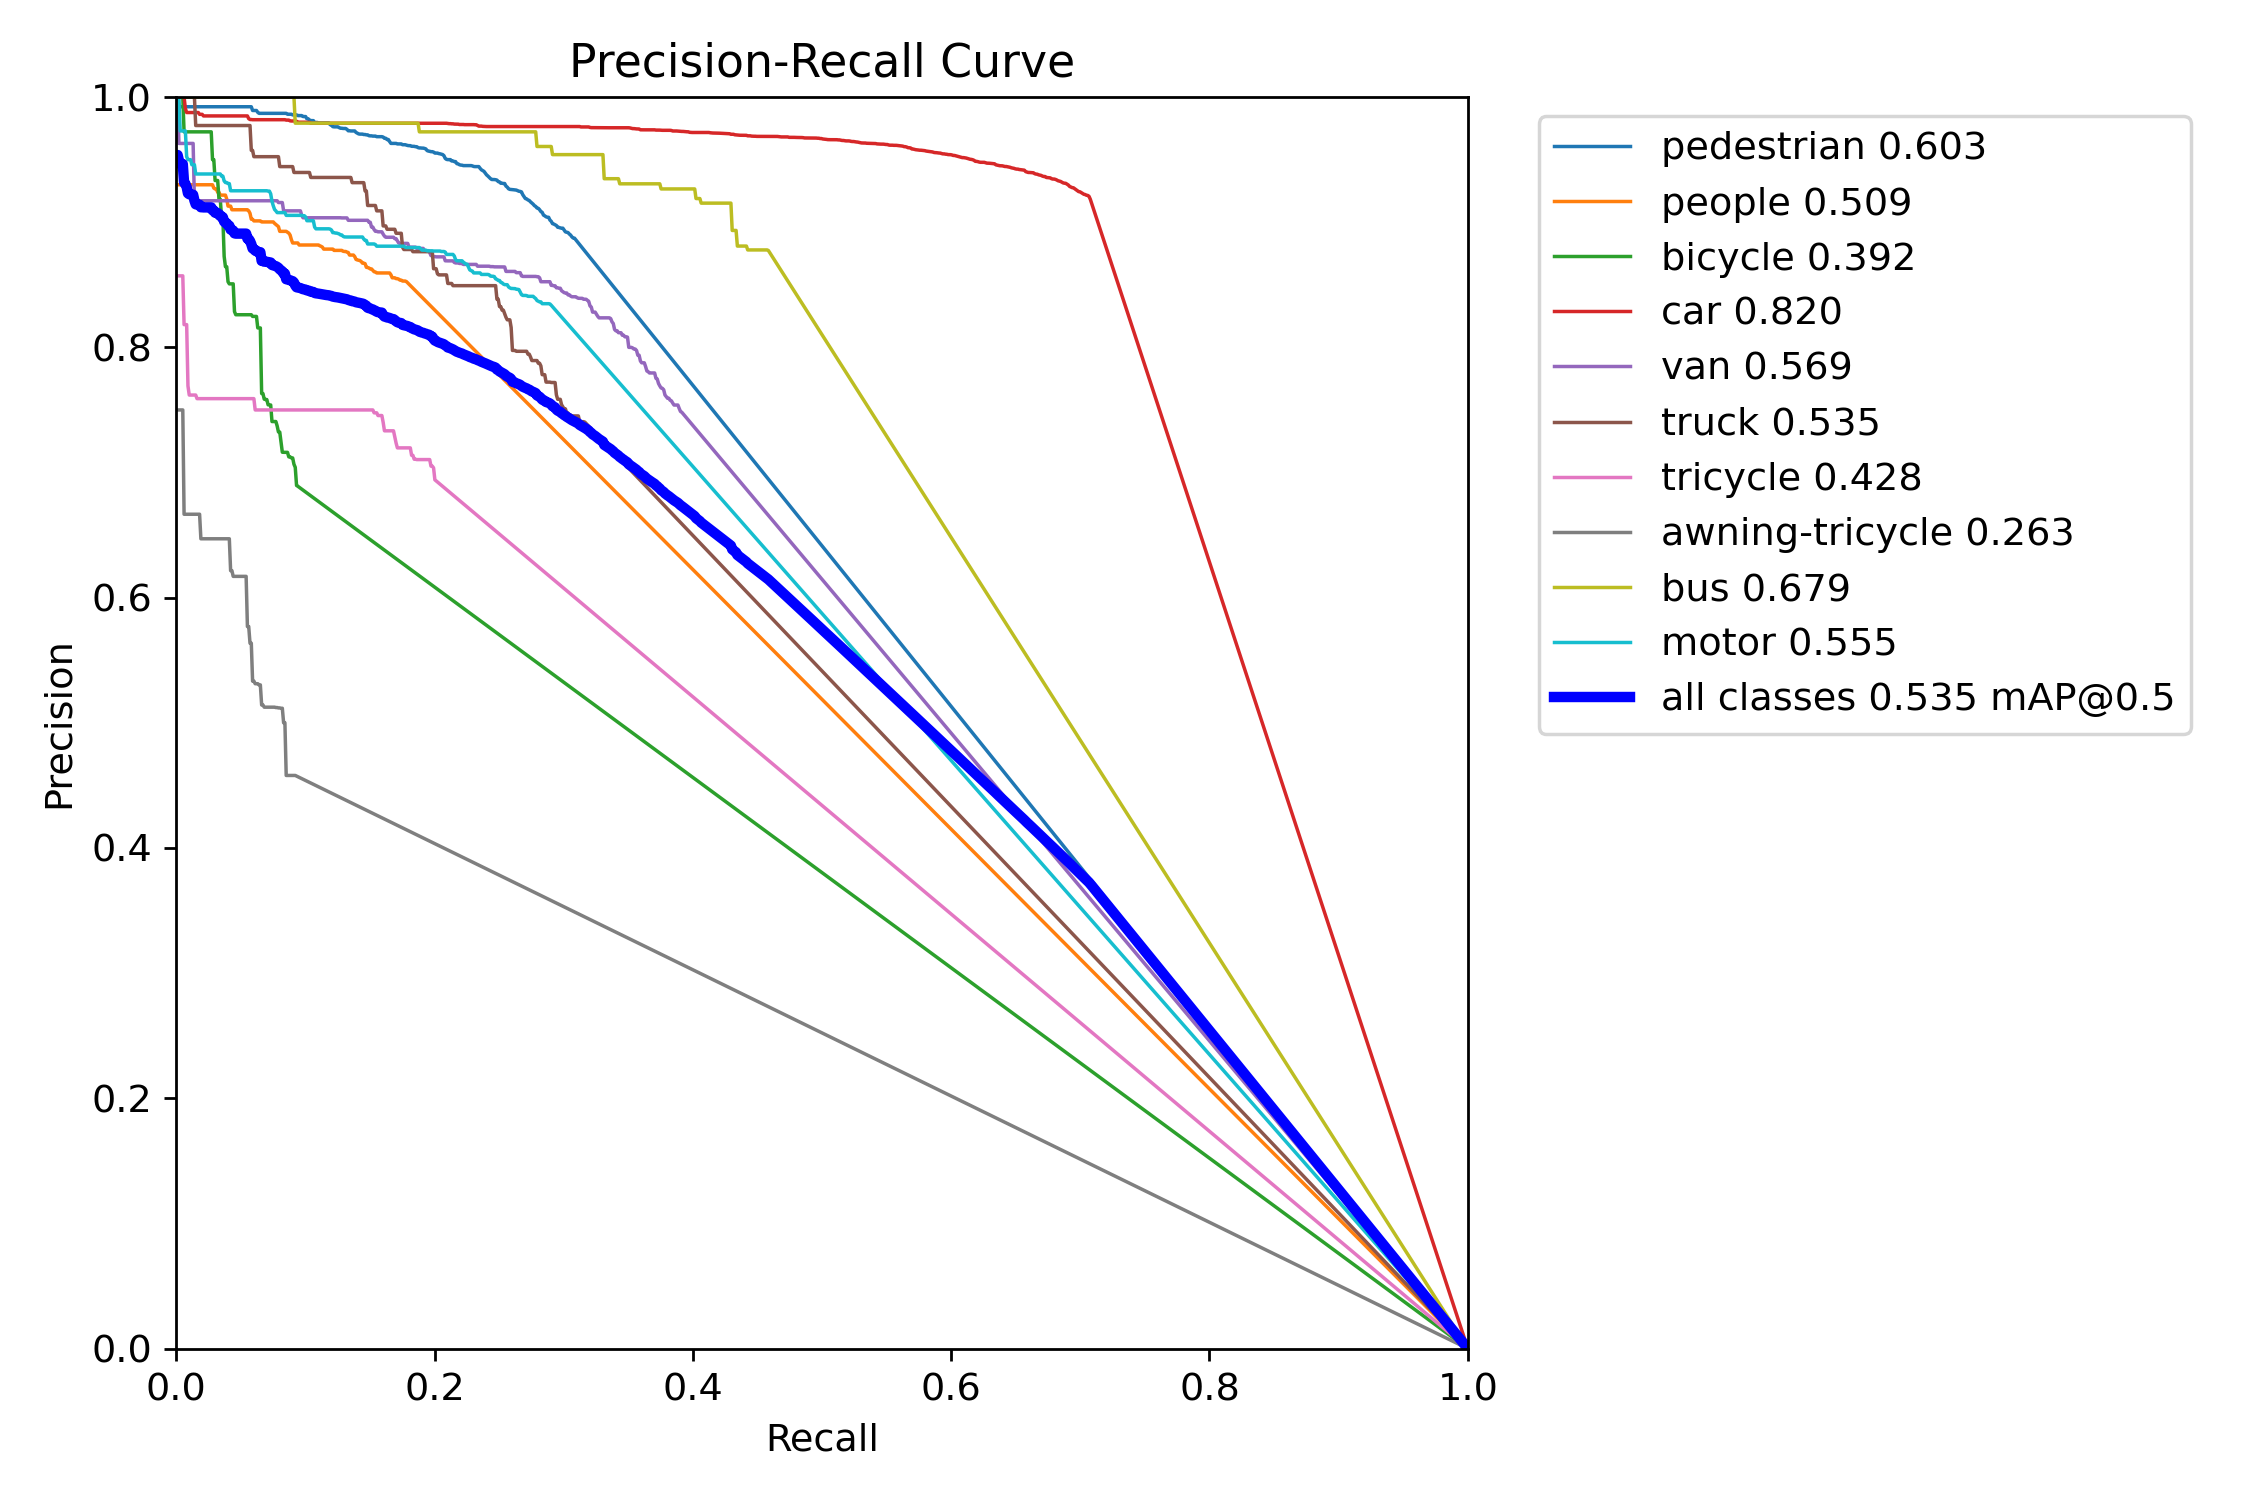 Precision-Recall Curve
1.0
0.8
0.6
0.4
0.2
0.0
Precision
0.0 0.2 0.4 0.6 0.8 1.0
Recall
pedestrian 0.603
people 0.509
bicycle 0.392
car 0.820
van 0.569
truck 0.535
tricycle 0.428
awning-tricycle 0.263
bus 0.679
motor 0.555
all classes 0.535 mAP@0.5